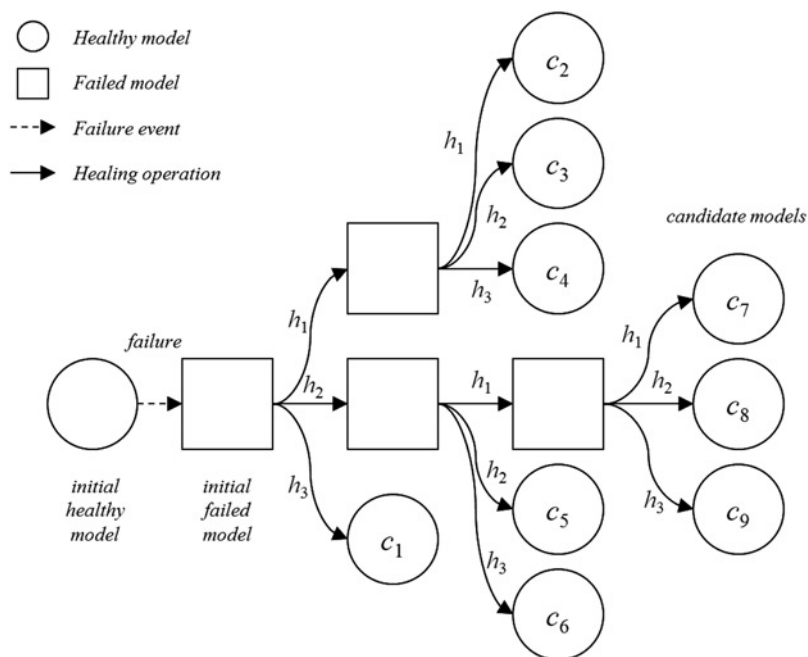 Healthy model
Failed model
Failure event
Healing operation
c2
h1
c3
h2
candidate models
c4
h3
c7
h1
h1
failure
h2
h1
h2
c8
h3
h2
h3
c5
c9
initial
healthy
model
initial
failed
model
c1
h3
c6